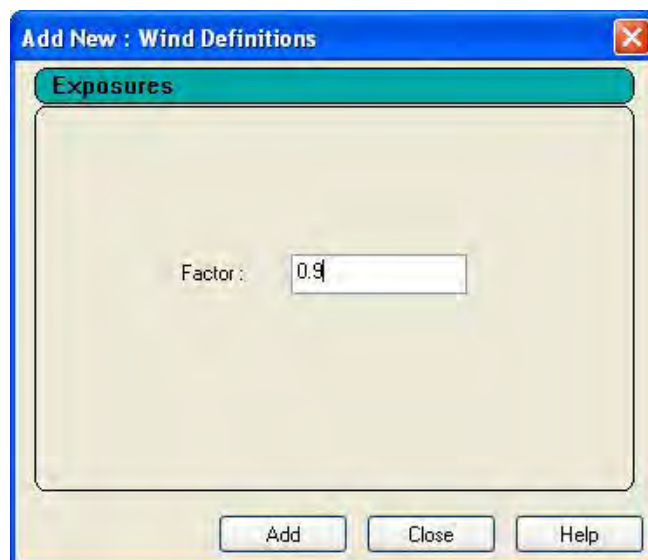 Add New : Wind Definitions
Exposures
Factor : 0.9
Add Close Help